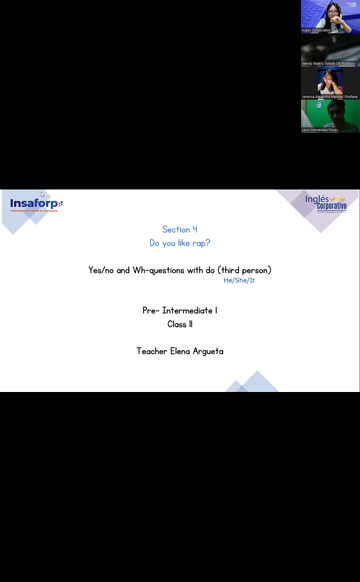 Insaforp
Inglés
Corporativo
Section 4
Do you like rap?
Yes/no and Wh-questions with do (third person)
He/She/It
Pre- Intermediate I
Class II
Teacher Elena Argueta